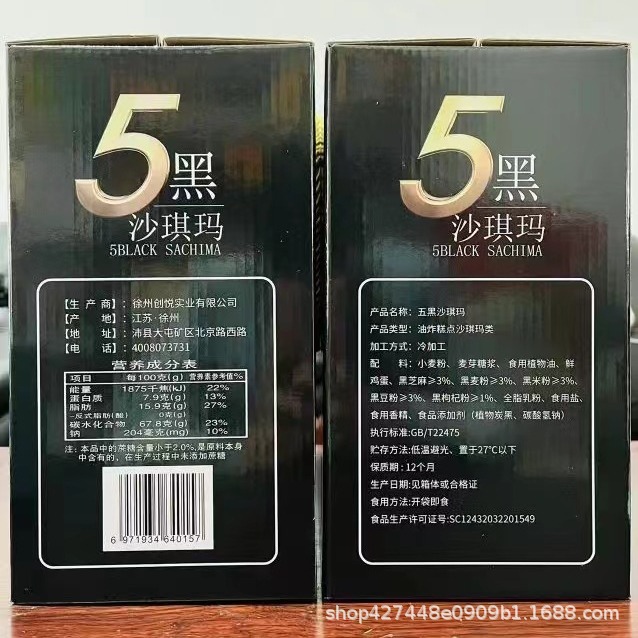 5黑
沙琪玛
5BLACK SACHIMA
【生 产 商】:徐州创悦实业有限公司
【产    地】:江苏·徐州
【地    址】:沛县大屯矿区北京路西路
【电    话】:4008073731
营养成分表
项目 每100克(g) 营养素参考值%
能量 1875千焦(kJ) 22%
蛋白质 7.9克(g) 13%
脂肪 15.9克(g) 27%
-反式脂肪(酸) 0克(g)
碳水化合物 67.8克(g) 23%
钠 204毫克(mg) 10%
注:本品中的蔗糖含量小于2.0%,是原料本身
中含有的,在生产过程中未添加蔗糖
6 971934 640157
5黑
沙琪玛
5BLACK SACHIMA
产品名称:五黑沙琪玛
产品类型:油炸糕点沙琪玛类
加工方式:冷加工
配    料:小麦粉、麦芽糖浆、食用植物油、鲜
鸡蛋、黑芝麻≥3%、黑麦粉≥3%、黑米粉≥3%、
黑豆粉≥3%、黑枸杞粉≥1%、全脂乳粉、食用盐、
食用香精、食品添加剂(植物炭黑、碳酸氢钠)
执行标准:GB/T22475
贮存方法:低温避光、置于27℃以下
保质期:12个月
生产日期:见箱体或合格证
食用方法:开袋即食
食品生产许可证号:SC12432032201549
shop427448e0909b1.1688.com